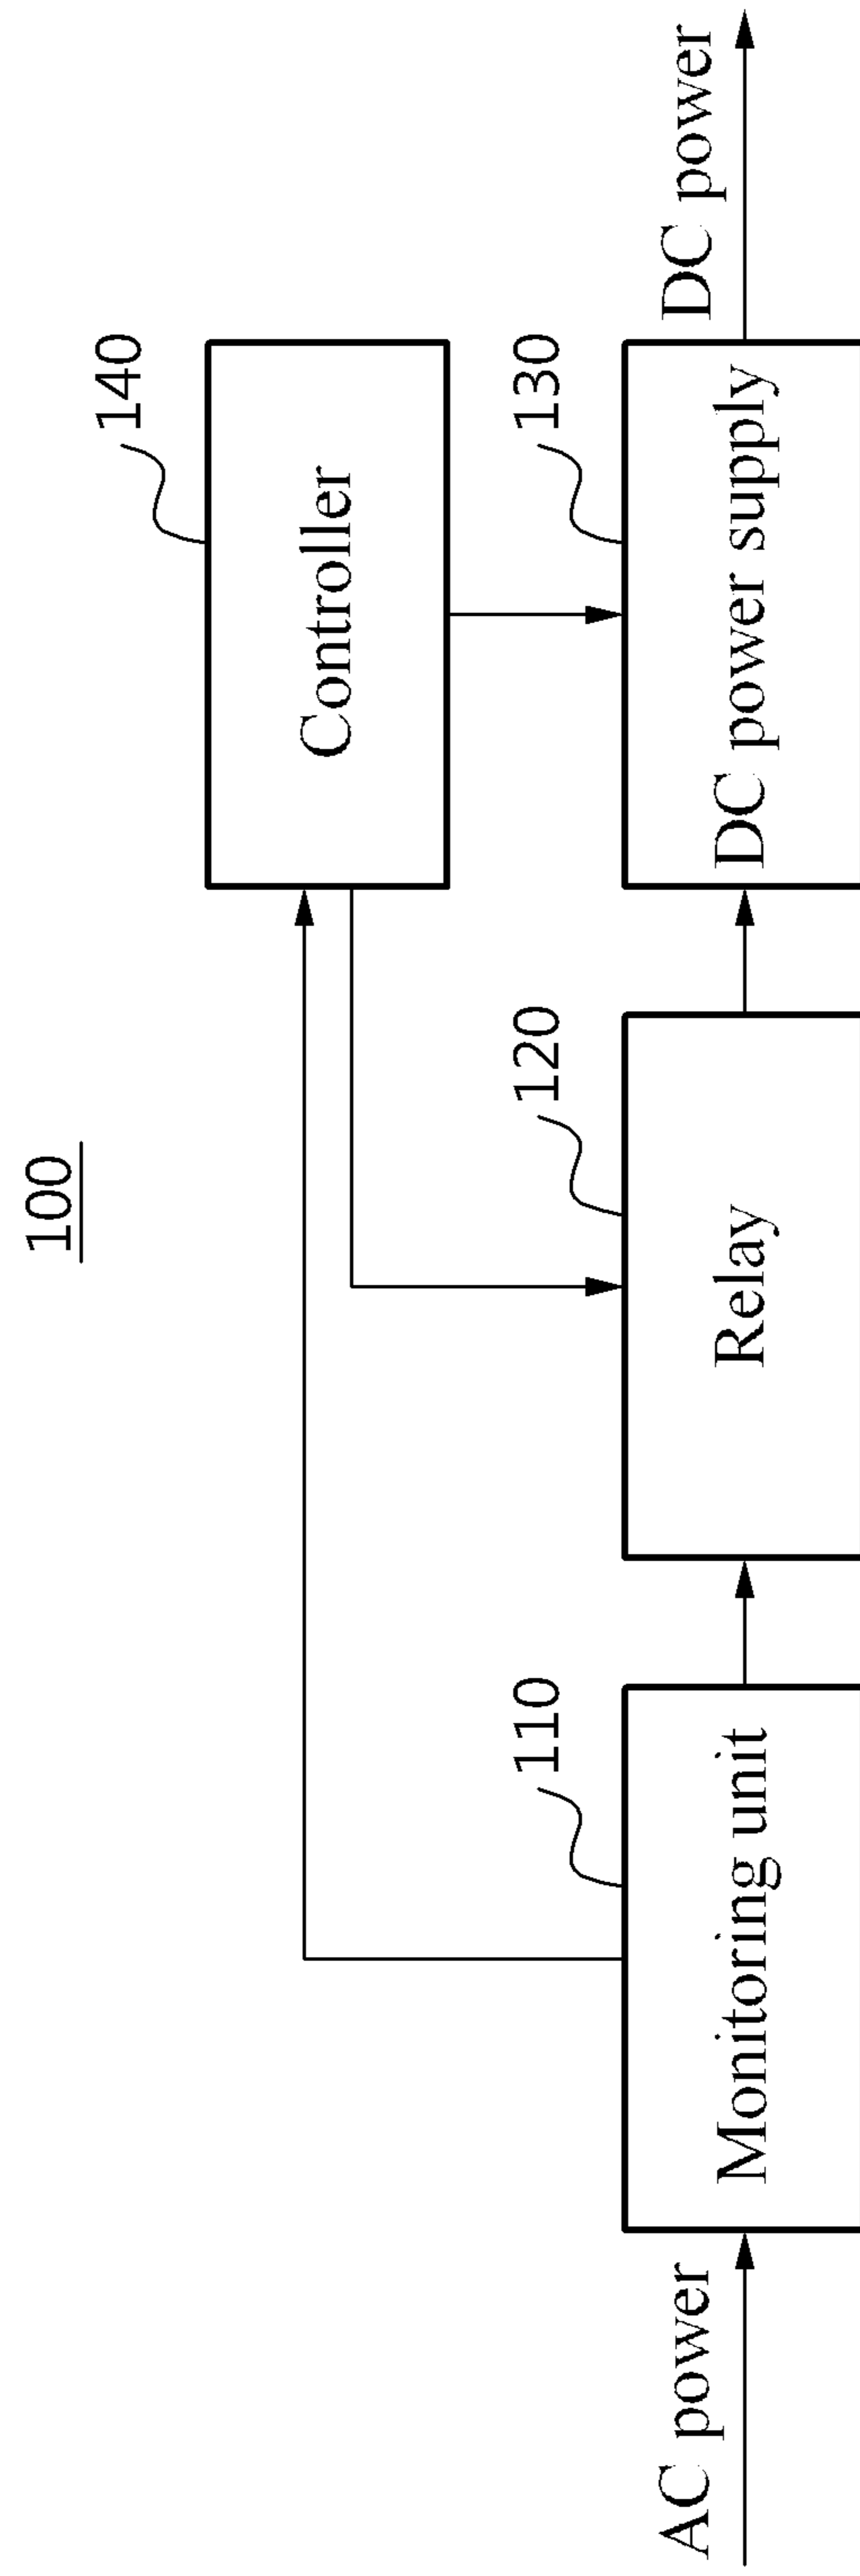 100
140
Controller
110
120
130
AC power
Monitoring unit
Relay
DC power supply
DC power